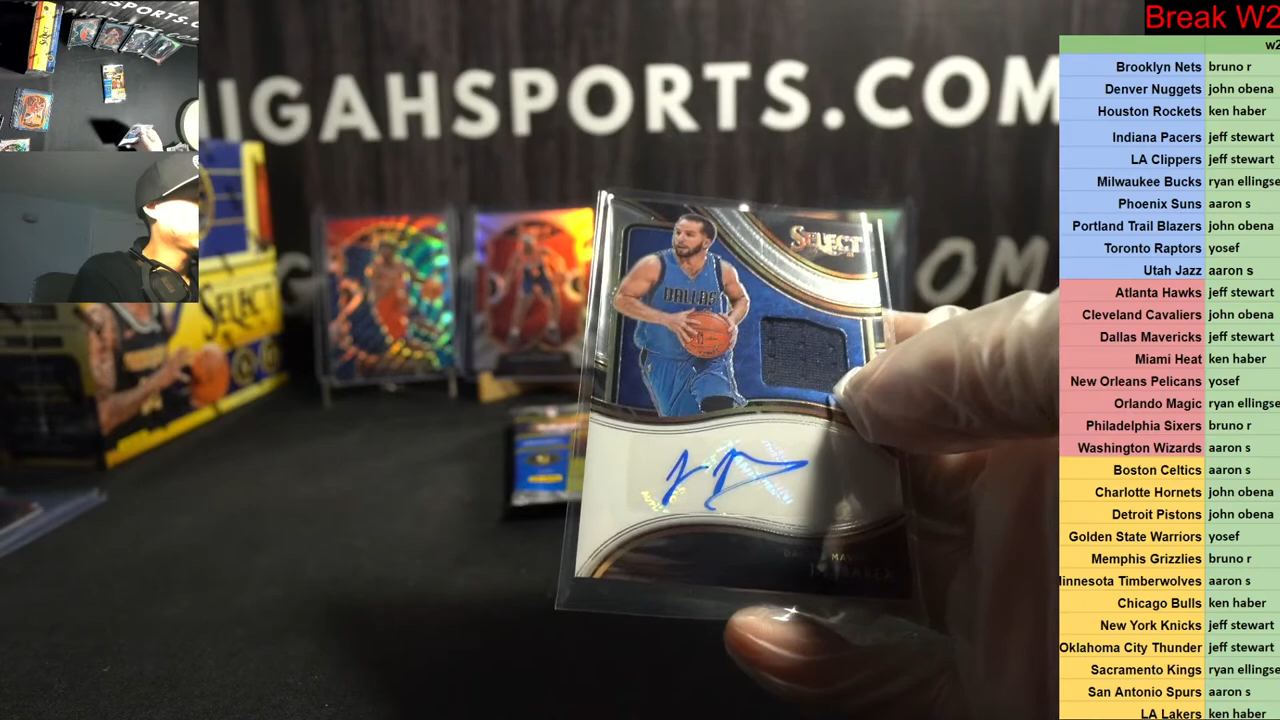 Break W2
w2
IGAHSPORTS.COM
SPORTS.CO
SELECT
SELECT
DALLAS
Brooklyn Nets bruno r
Denver Nuggets john obena
Houston Rockets ken haber
Indiana Pacers jeff stewart
LA Clippers jeff stewart
Milwaukee Bucks ryan ellingse
Phoenix Suns aaron s
Portland Trail Blazers john obena
Toronto Raptors yosef
Utah Jazz aaron s
Atlanta Hawks jeff stewart
Cleveland Cavaliers john obena
Dallas Mavericks jeff stewart
Miami Heat ken haber
New Orleans Pelicans yosef
Orlando Magic ryan ellingse
Philadelphia Sixers bruno r
Washington Wizards aaron s
Boston Celtics aaron s
Charlotte Hornets john obena
Detroit Pistons john obena
Golden State Warriors yosef
Memphis Grizzlies bruno r
innesota Timberwolves aaron s
Chicago Bulls ken haber
New York Knicks jeff stewart
Oklahoma City Thunder jeff stewart
Sacramento Kings ryan ellingse
San Antonio Spurs aaron s
LA Lakers ken haber